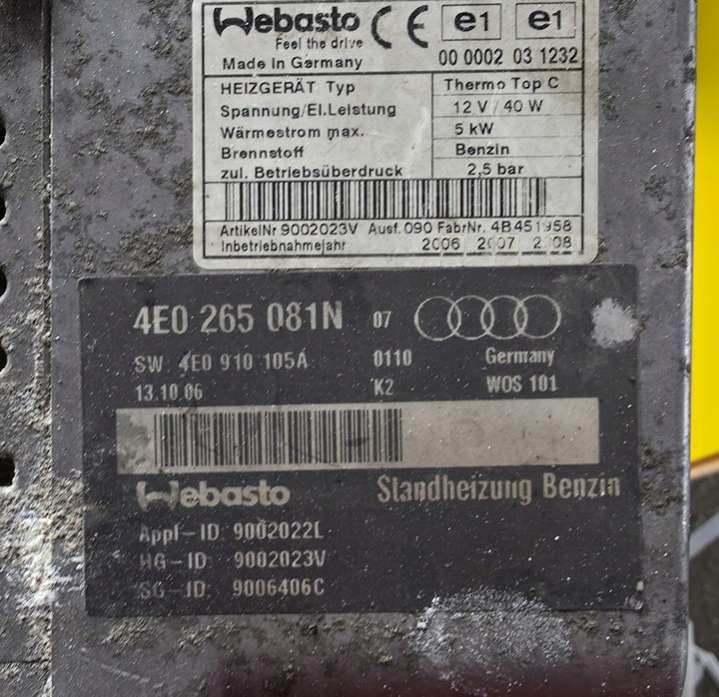 Webasto CE e1 e1
Feel the drive
Made in Germany 00 0002 03 1232
HEIZGERÄT Typ Thermo Top C
Spannung/El.Leistung 12 V / 40 W
Wärmestrom max. 5 kW
Brennstoff Benzin
zul. Betriebsüberdruck 2,5 bar
ArtikelNr 9002023V Ausf. 090 FabrNr. 4B451958
Inbetriebnahmejahr 2006 2007 2008
4E0 265 081N 07
SW 4E0 910 105A 0110 Germany
13.10.06 K2 WOS 101
Webasto Standheizung Benzin
Appl-ID 9002022L
HG-ID: 9002023V
SG-ID: 9006406C